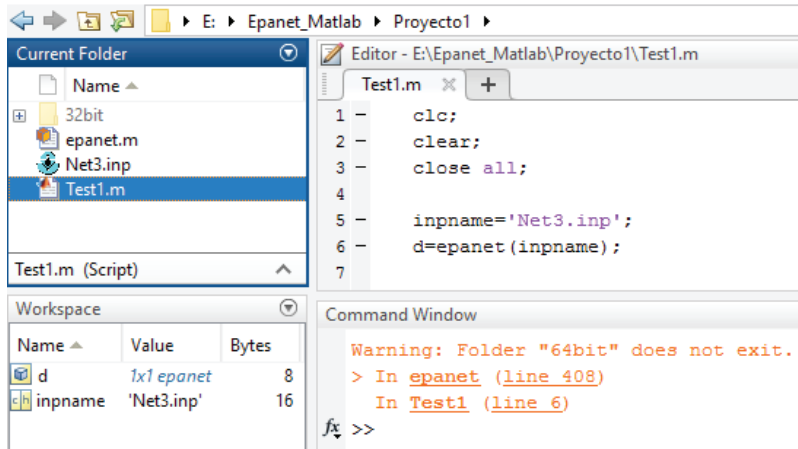 E: Epanet_Matlab Proyecto1
Current Folder
Name
32bit
epanet.m
Net3.inp
Test1.m
Test1.m (Script)
Workspace
Name Value Bytes
d 1x1 epanet 8
inpname 'Net3.inp' 16
Editor - E:\Epanet_Matlab\Proyecto1\Test1.m
Test1.m
1 - clc;
2 - clear;
3 - close all;
4
5 - inpname='Net3.inp';
6 - d=epanet(inpname);
7
Command Window
Warning: Folder "64bit" does not exit.
> In epanet (line 408)
In Test1 (line 6)
fx >>